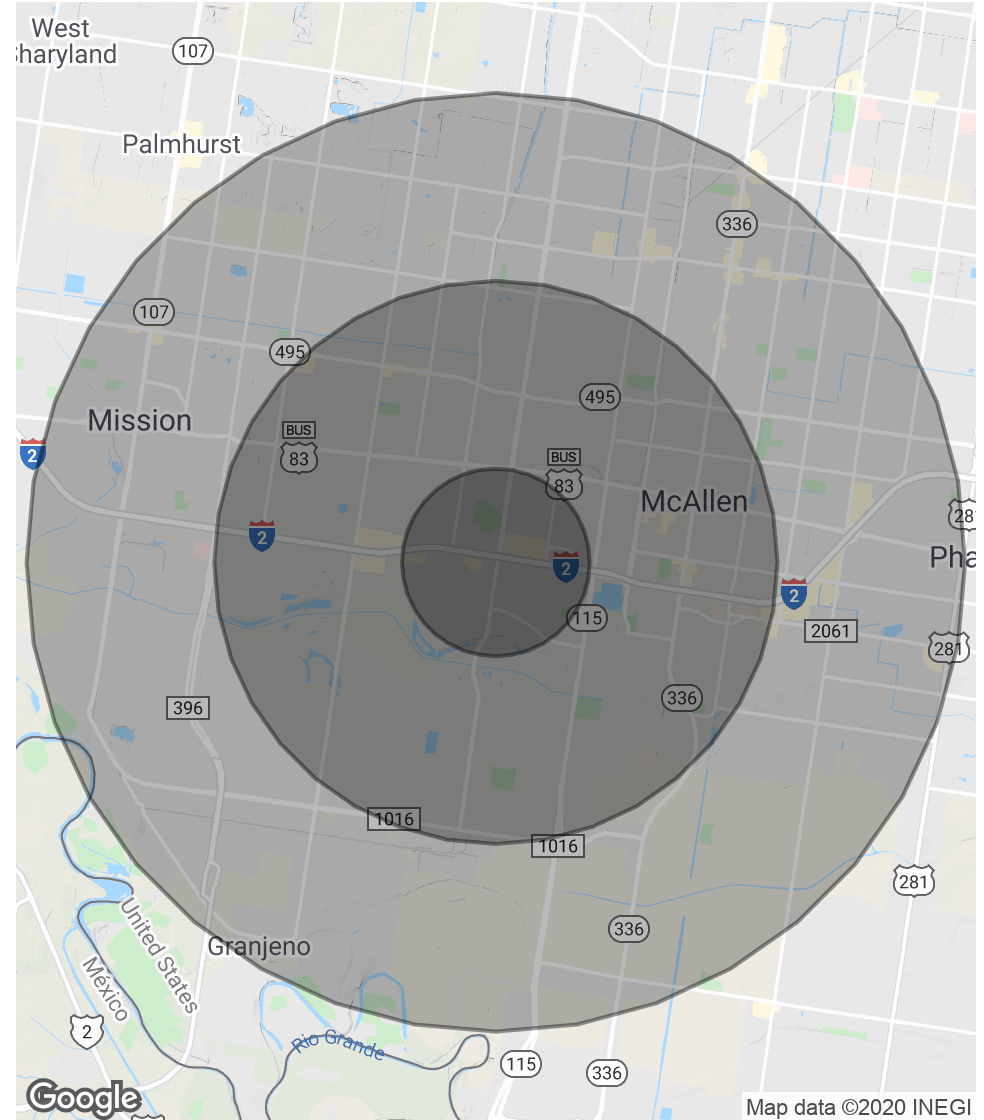 West
Sharyland
107
Palmhurst
336
107
495
495
Mission
BUS
83
2
BUS
83
McAllen
281
2
2
Pha
2
115
2061
281
336
396
1016
1016
281
United States
336
Granjeno
México
2
Rio Grande
115
336
Google
Map data ©2020 INEGI